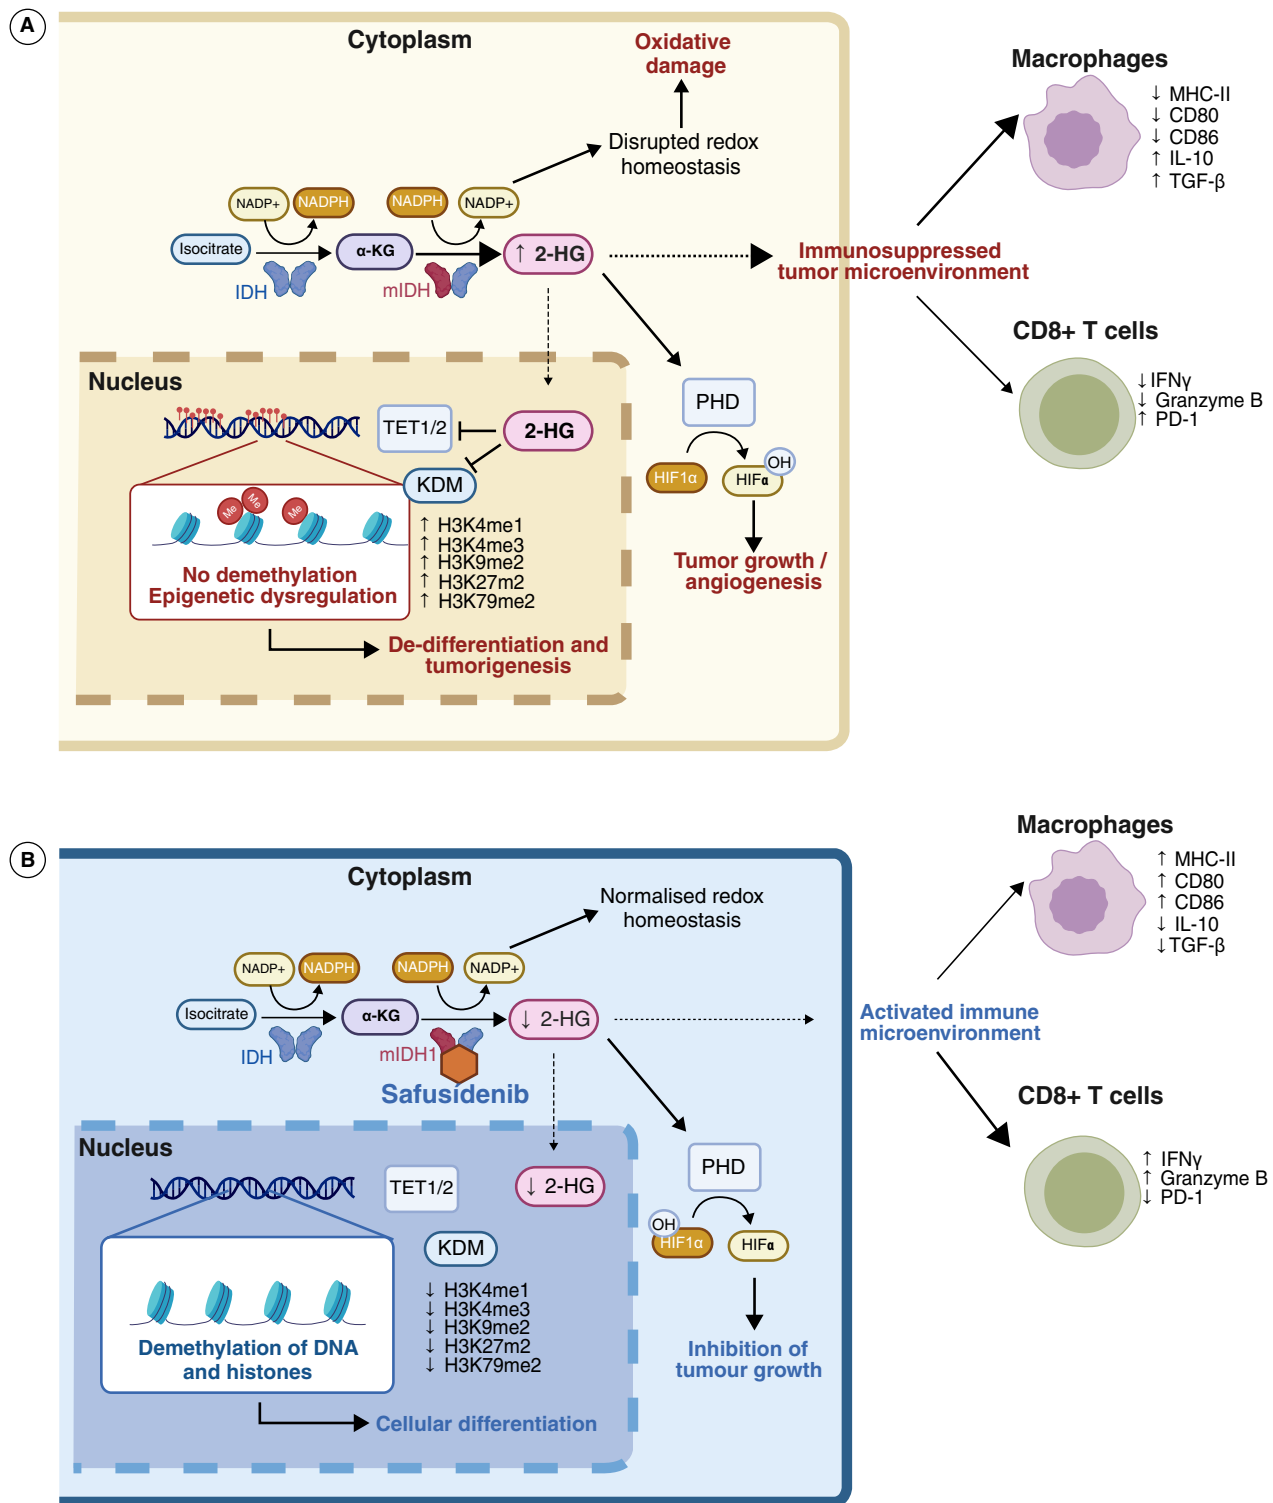 A
Cytoplasm
Oxidative
damage
Disrupted redox
homeostasis
NADP+
NADPH
NADPH
NADP+
Isocitrate
α-KG
↑ 2-HG
IDH
mIDH
Immunosuppressed
tumor microenvironment
Macrophages
↓ MHC-II
↓ CD80
↓ CD86
↑ IL-10
↑ TGF-β
CD8+ T cells
↓ IFNγ
↓ Granzyme B
↑ PD-1
Nucleus
TET1/2
2-HG
KDM
Me
Me
Me
No demethylation
Epigenetic dysregulation
↑ H3K4me1
↑ H3K4me3
↑ H3K9me2
↑ H3K27m2
↑ H3K79me2
De-differentiation and
tumorigenesis
PHD
HIF1α
HIFα
OH
Tumor growth /
angiogenesis
B
Cytoplasm
Normalised redox
homeostasis
NADP+
NADPH
NADPH
NADP+
Isocitrate
α-KG
↓ 2-HG
IDH
mIDH1
Safusidenib
Activated immune
microenvironment
Macrophages
↑ MHC-II
↑ CD80
↑ CD86
↓ IL-10
↓ TGF-β
CD8+ T cells
↑ IFNγ
↑ Granzyme B
↓ PD-1
Nucleus
TET1/2
↓ 2-HG
KDM
Demethylation of DNA
and histones
↓ H3K4me1
↓ H3K4me3
↓ H3K9me2
↓ H3K27m2
↓ H3K79me2
Cellular differentiation
PHD
OH
HIF1α
HIFα
Inhibition of
tumour growth